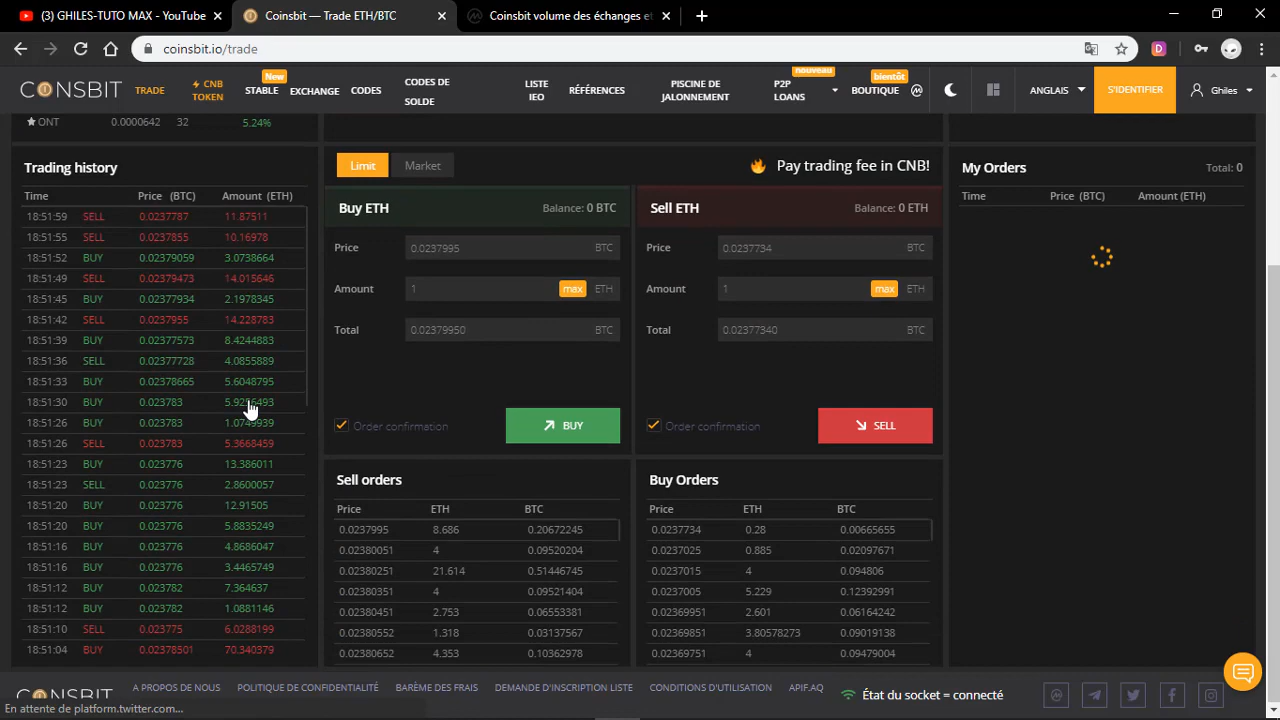 (3) GHILES-TUTO MAX - YouTube
Coinsbit — Trade ETH/BTC
Coinsbit volume des échanges et
coinsbit.io/trade
CONSBIT
TRADE
CNB TOKEN
New
STABLE
EXCHANGE
CODES
CODES DE SOLDE
LISTE IEO
RÉFÉRENCES
PISCINE DE JALONNEMENT
nouveau
P2P LOANS
bientôt
BOUTIQUE
ANGLAIS
S'IDENTIFIER
Ghiles
ONT 0.0000642 32 5.24%
Trading history
Time Price (BTC) Amount (ETH)
18:51:59 SELL 0.0237787 11.87511
18:51:55 SELL 0.0237855 10.16978
18:51:52 BUY 0.02379059 3.0738664
18:51:49 SELL 0.02379473 14.015646
18:51:45 BUY 0.02377934 2.1978345
18:51:42 SELL 0.0237955 14.228783
18:51:39 BUY 0.02377573 8.4244883
18:51:36 SELL 0.02377728 4.0855889
18:51:33 BUY 0.02378665 5.6048795
18:51:30 BUY 0.023783
18:51:26 BUY 0.023783 1.0749939
18:51:26 SELL 0.023783 5.3668459
18:51:23 BUY 0.023776 13.386011
18:51:23 SELL 0.023776 2.8600057
18:51:20 BUY 0.023776 12.91505
18:51:20 BUY 0.023776 5.8835249
18:51:16 BUY 0.023776 4.8686047
18:51:16 BUY 0.023776 3.4465749
18:51:12 BUY 0.023782 7.364637
18:51:12 BUY 0.023782 1.0881146
18:51:10 SELL 0.023775 6.0288199
18:51:04 BUY 0.02378501 70.340379
Limit Market
Pay trading fee in CNB!
Buy ETH Balance: 0 BTC
Price 0.0237995 BTC
Amount 1 max ETH
Total 0.02379950 BTC
Order confirmation BUY
Sell ETH Balance: 0 ETH
Price 0.0237734 BTC
Amount 1 max ETH
Total 0.02377340 BTC
Order confirmation SELL
Sell orders
Price ETH BTC
0.0237995 8.686 0.20672245
0.02380051 4 0.09520204
0.02380251 21.614 0.51446745
0.02380351 4 0.09521404
0.02380451 2.753 0.06553381
0.02380552 1.318 0.03137567
0.02380652 4.353 0.10362978
Buy Orders
Price ETH BTC
0.0237734 0.28 0.00665655
0.0237025 0.885 0.02097671
0.0237015 4 0.094806
0.0237005 5.229 0.12392991
0.02369951 2.601 0.06164242
0.02369851 3.80578273 0.09019138
0.02369751 4 0.09479004
My Orders Total: 0
Time Price (BTC) Amount (ETH)
CONSBIT
A PROPOS DE NOUS
POLITIQUE DE CONFIDENTIALITÉ
BARÈME DES FRAIS
DEMANDE D'INSCRIPTION LISTE
CONDITIONS D'UTILISATION
APIF.AQ
État du socket = connecté
En attente de platform.twitter.com...